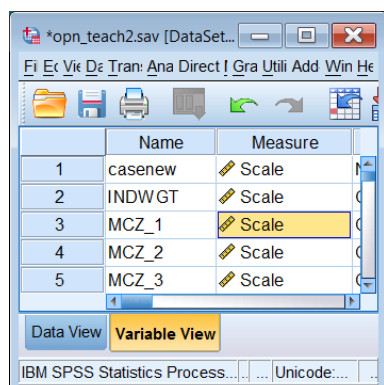 *opn_teach2.sav [DataSet...
Fi Ec Vie Da Tran: Ana Direct I Gra Utili Add Win He
Name Measure
1 casenew Scale
2 INDWGT Scale
3 MCZ_1 Scale
4 MCZ_2 Scale
5 MCZ_3 Scale
Data View Variable View
IBM SPSS Statistics Process... ... Unicode:...